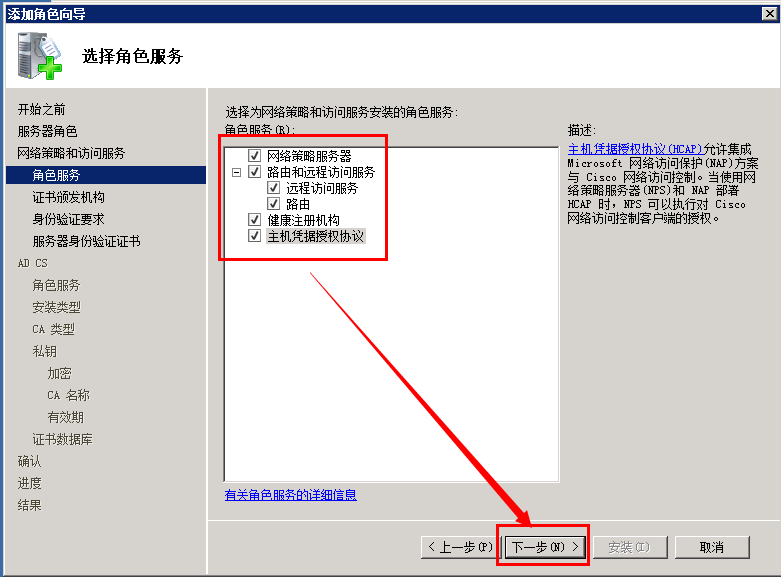 添加角色向导
选择角色服务
开始之前
服务器角色
网络策略和访问服务
角色服务
证书颁发机构
身份验证要求
服务器身份验证证书
AD CS
角色服务
安装类型
CA 类型
私钥
加密
CA 名称
有效期
证书数据库
确认
进度
结果
选择为网络策略和访问服务安装的角色服务:
角色服务(R):
网络策略服务器
路由和远程访问服务
远程访问服务
路由
健康注册机构
主机凭据授权协议
有关角色服务的详细信息
描述:
主机凭据授权协议(HCAP)允许集成
Microsoft 网络访问保护(NAP)方案
与 Cisco 网络访问控制。当使用网
络策略服务器(NPS)和 NAP 部署
HCAP 时，NPS 可以执行对 Cisco
网络访问控制客户端的授权。
< 上一步(P)
下一步(N) >
安装(I)
取消